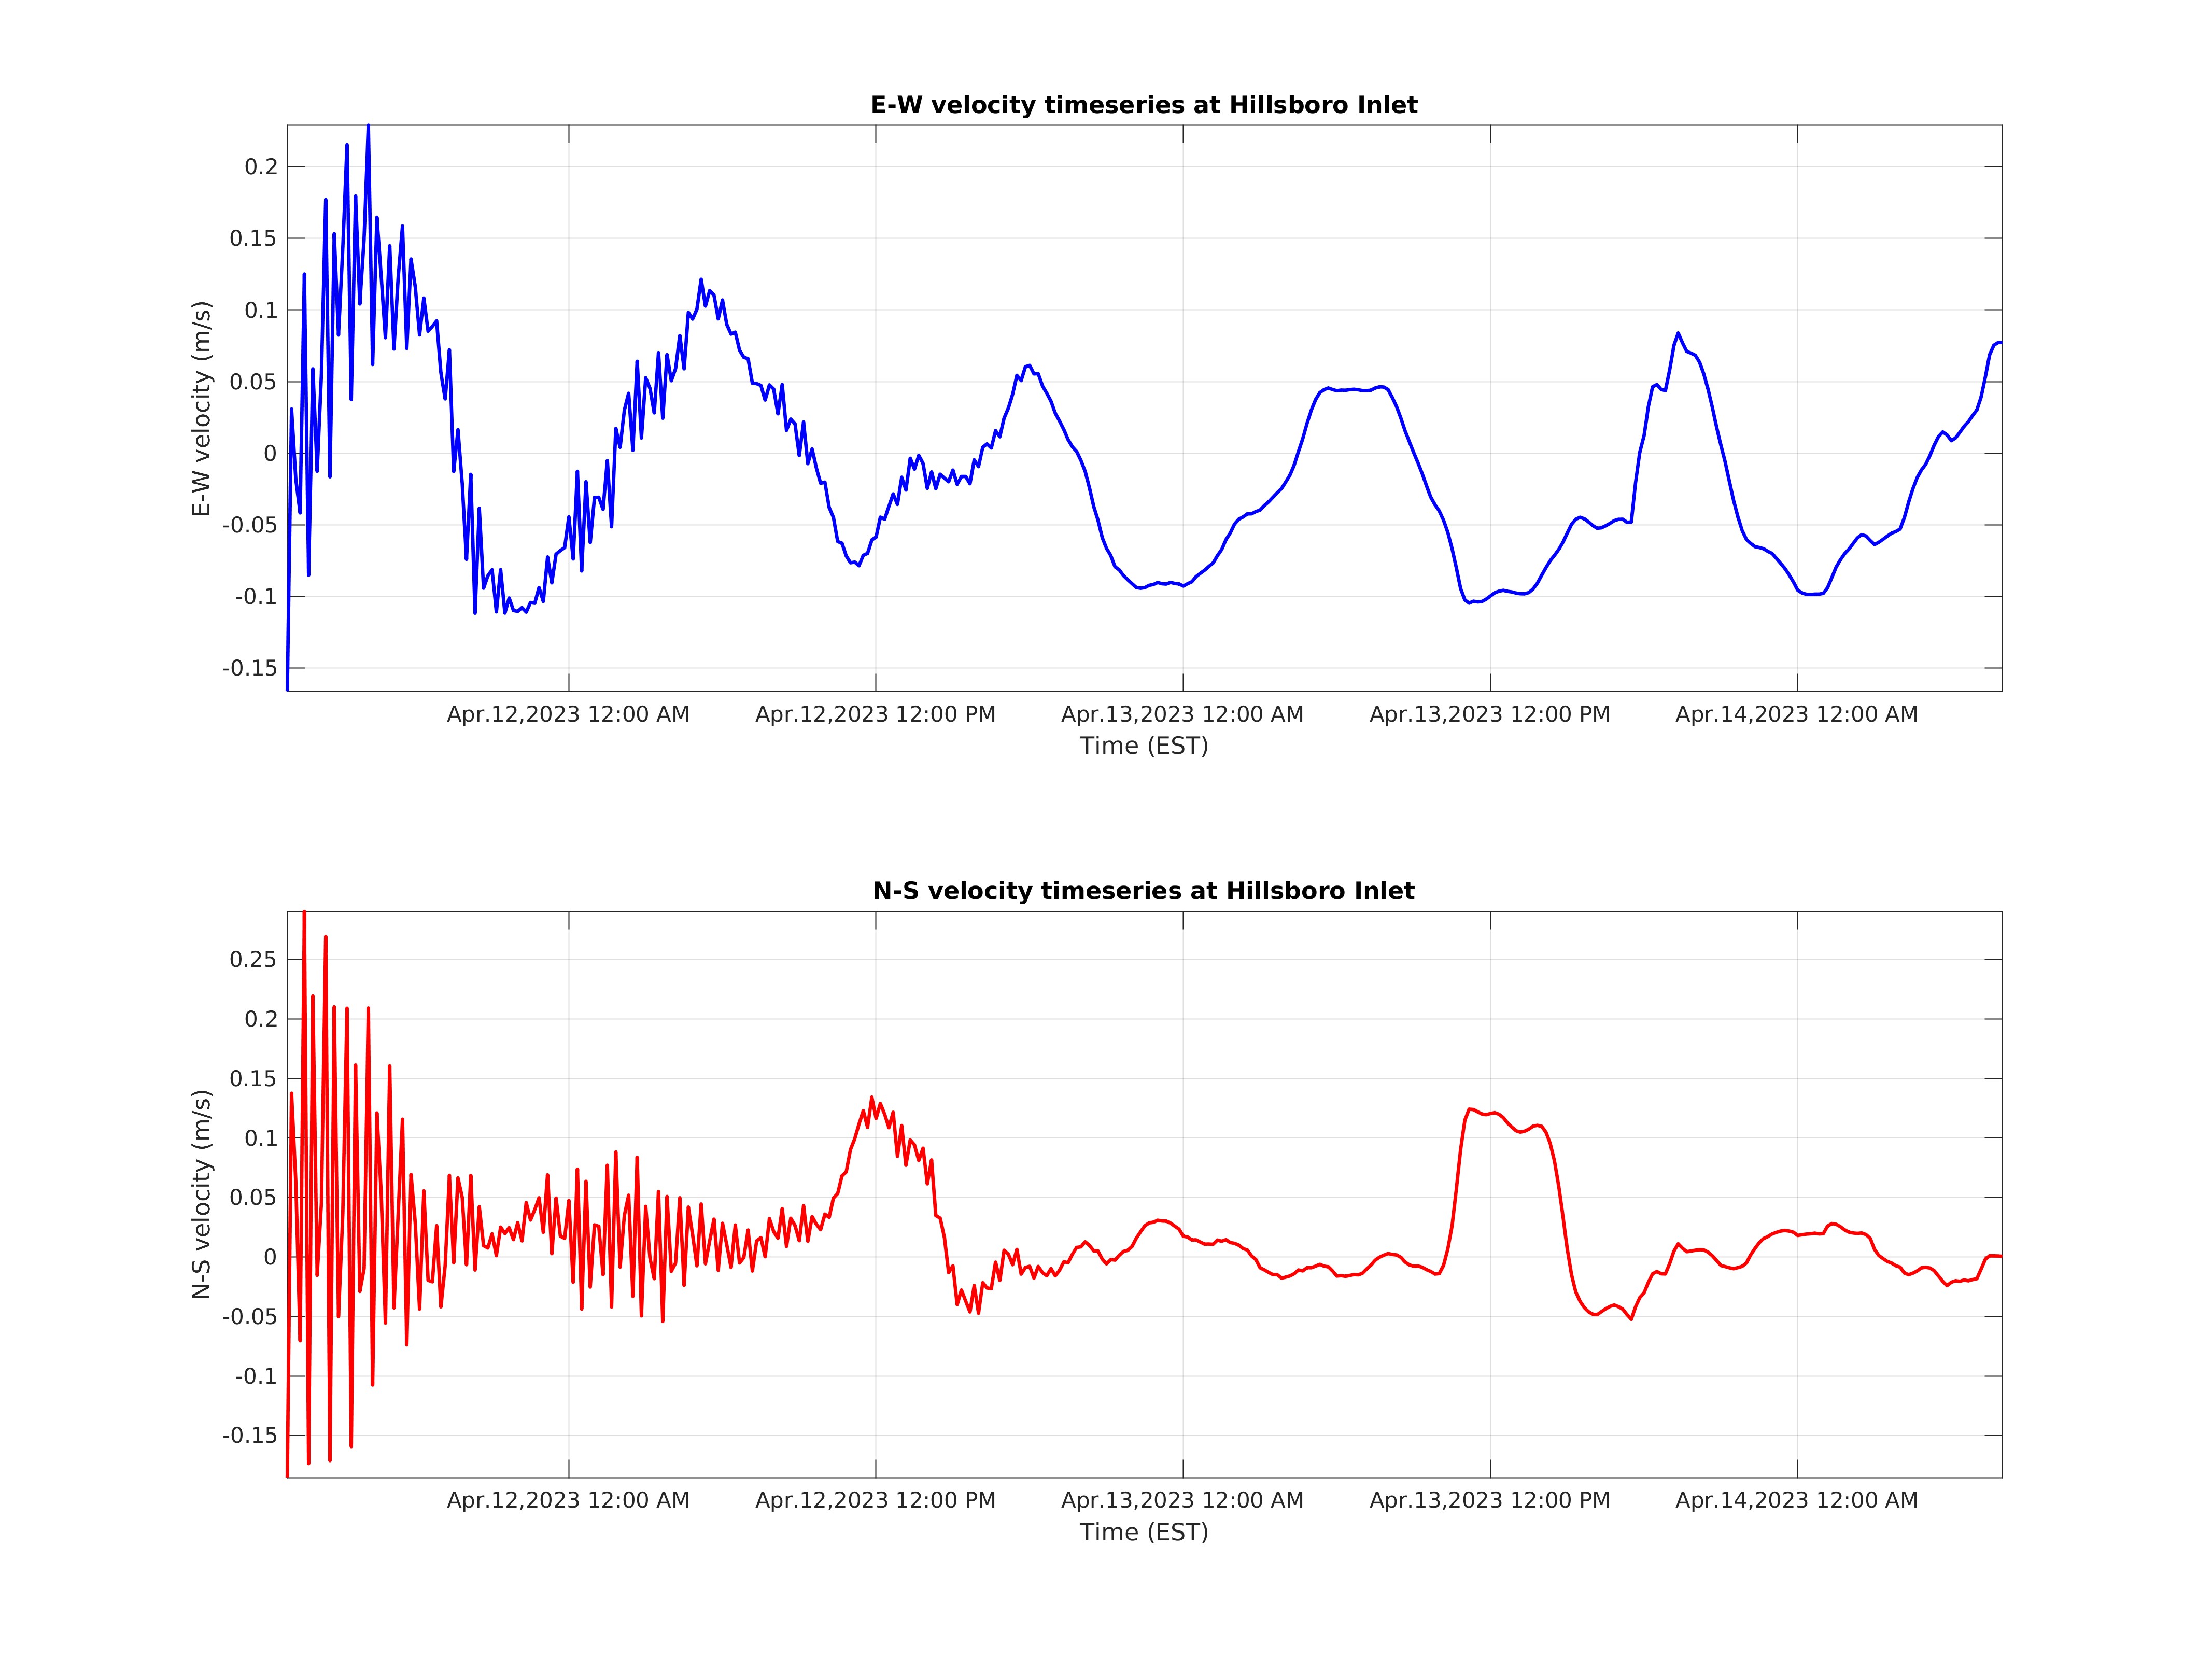 E-W velocity timeseries at Hillsboro Inlet
E-W velocity (m/s)
0.2
0.15
0.1
0.05
0
-0.05
-0.1
-0.15
Apr.12,2023 12:00 AM
Apr.12,2023 12:00 PM
Apr.13,2023 12:00 AM
Apr.13,2023 12:00 PM
Apr.14,2023 12:00 AM
Time (EST)
N-S velocity timeseries at Hillsboro Inlet
N-S velocity (m/s)
0.25
0.2
0.15
0.1
0.05
0
-0.05
-0.1
-0.15
Apr.12,2023 12:00 AM
Apr.12,2023 12:00 PM
Apr.13,2023 12:00 AM
Apr.13,2023 12:00 PM
Apr.14,2023 12:00 AM
Time (EST)